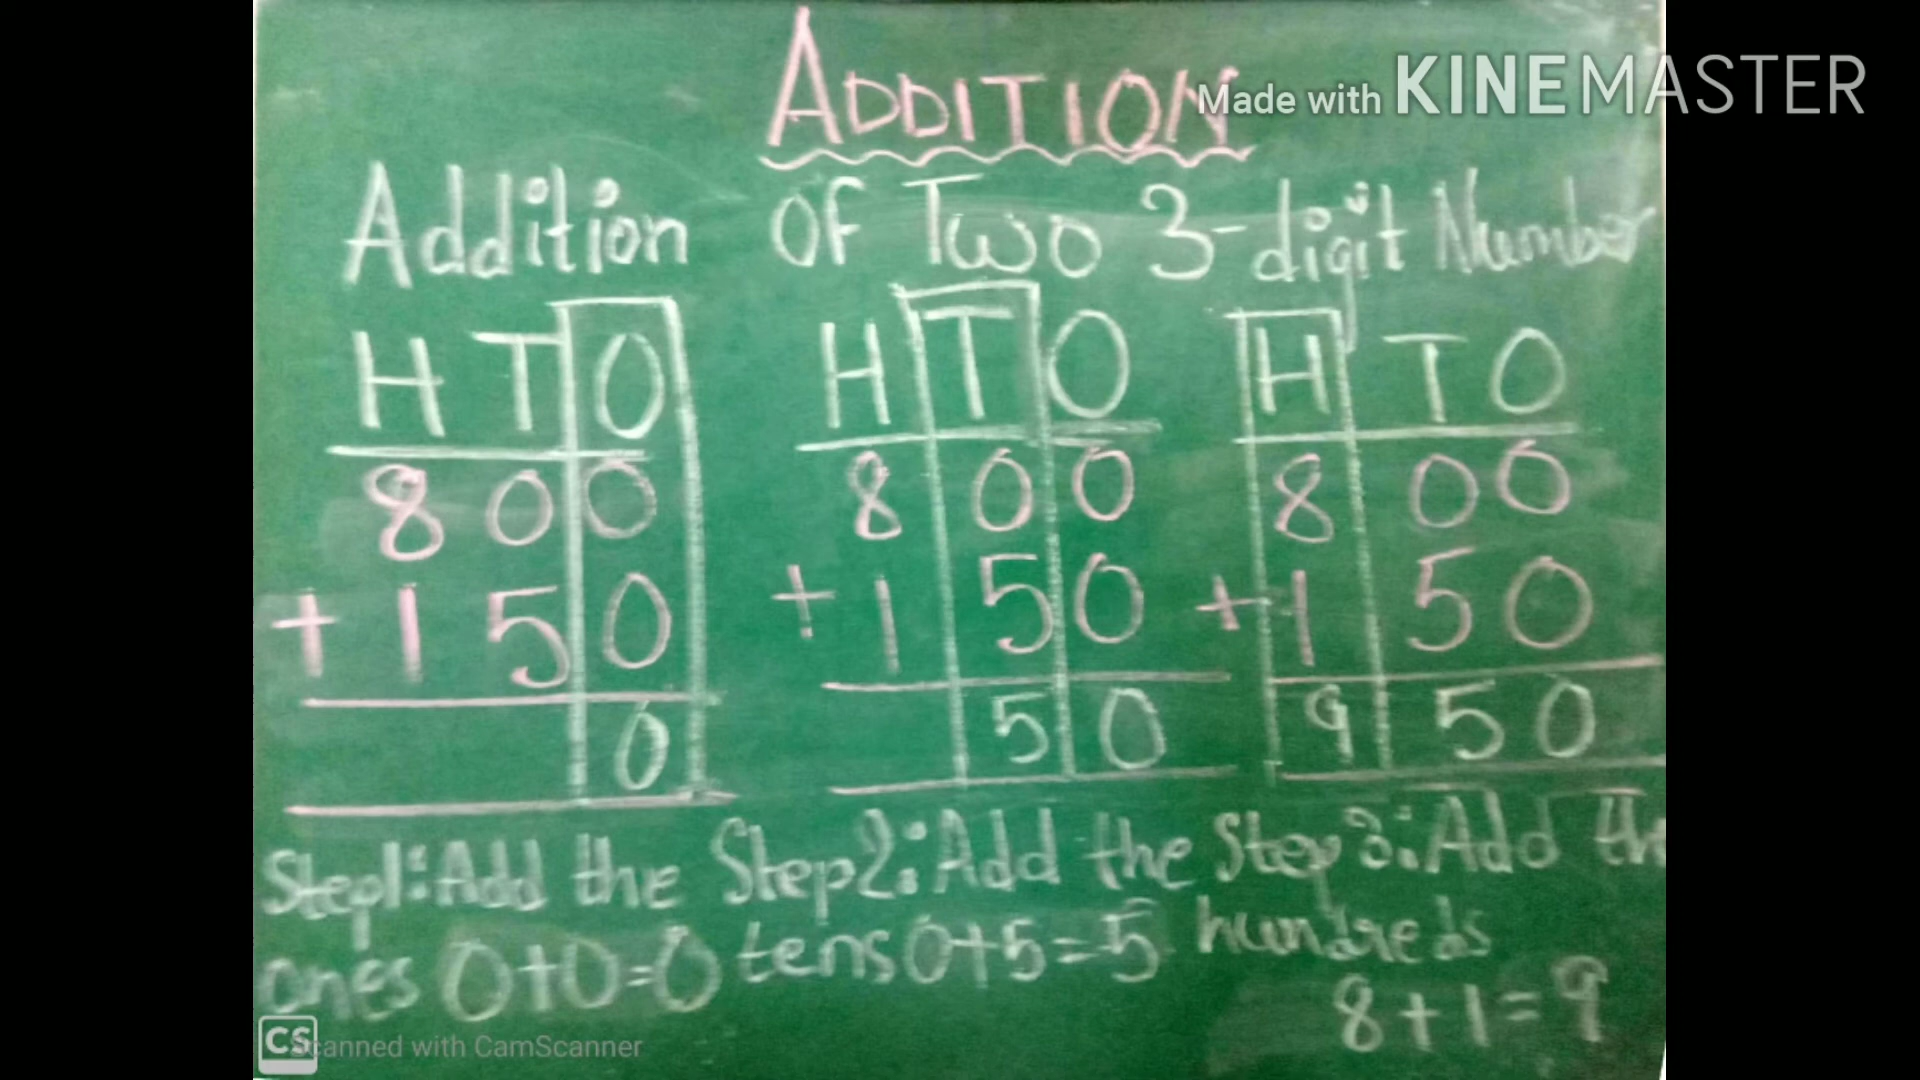 ADDITION
Made with KINEMASTER
Addition OF Two 3-digit Number
H T O H T O H T O
8 0 0 8 0 0 8 0 0
+ 1 5 0 + 1 5 0 + 1 5 0
0 5 0 9 5 0
Step1:Add the Step2:Add the Step3:Add th
ones 0+0=0 tens 0+5=5 hundreds
8+1=9
CS Scanned with CamScanner